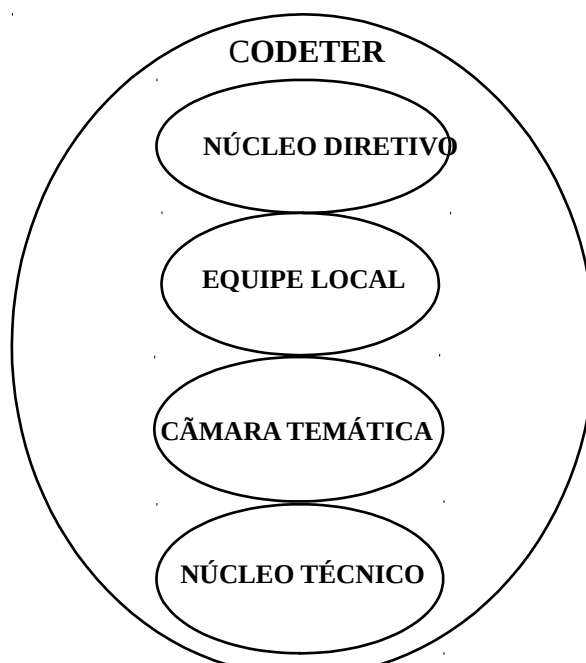 CODETER
NÚCLEO DIRETIVO
EQUIPE LOCAL
CÃMARA TEMÁTICA
NÚCLEO TÉCNICO